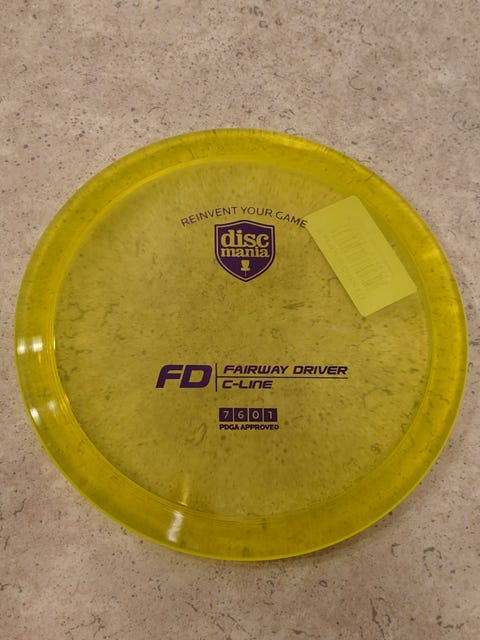 REINVENT YOUR GAME
disc
mania
FD
FAIRWAY DRIVER
C-LINE
7 6 0 1
PDGA APPROVED